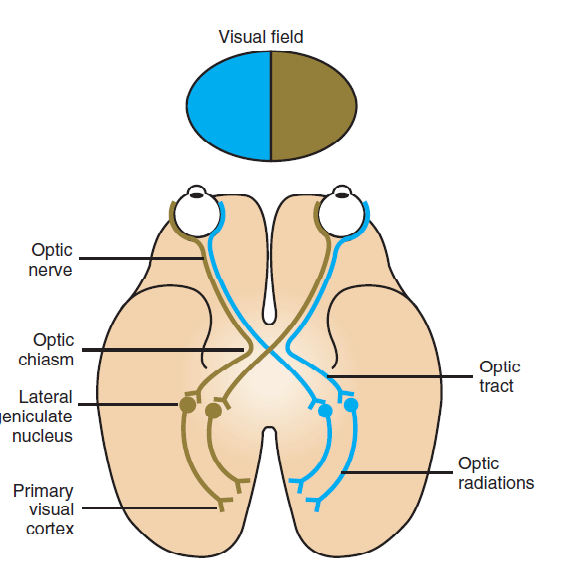 Visual field
Optic
nerve
Optic
chiasm
Lateral
geniculate
nucleus
Primary
visual
cortex
Optic
tract
Optic
radiations